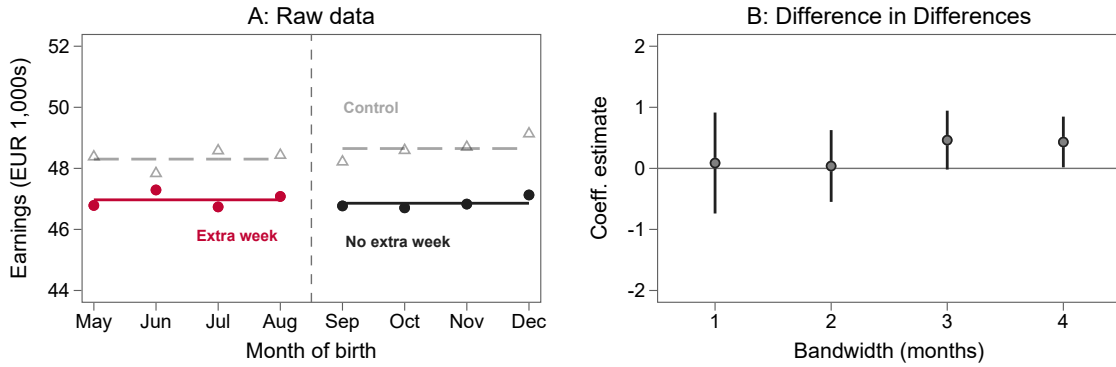 A: Raw data
Earnings (EUR 1,000s)
52
50
48
46
44
Control
Extra week
No extra week
May Jun Jul Aug Sep Oct Nov Dec
Month of birth
B: Difference in Differences
Coeff. estimate
2
1
0
-1
-2
1 2 3 4
Bandwidth (months)